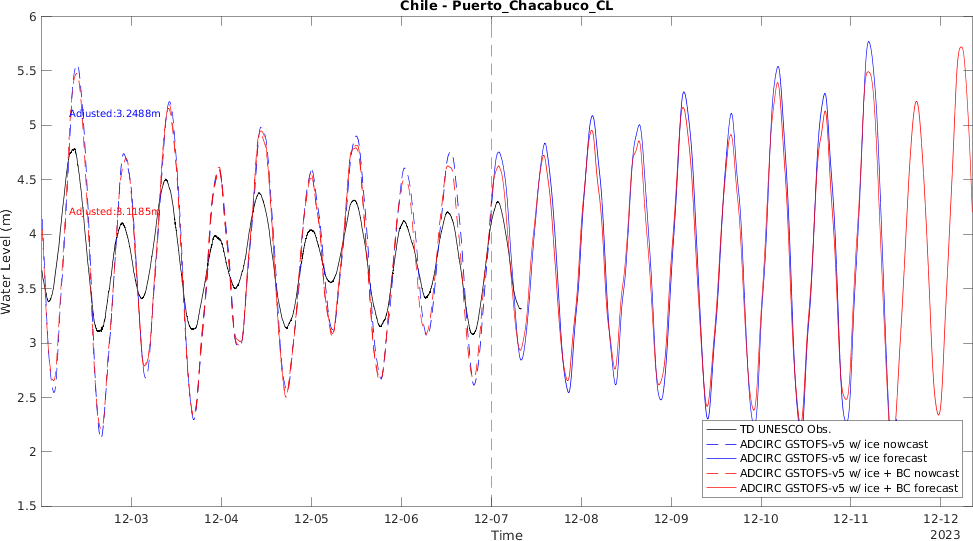 Chile - Puerto_Chacabuco_CL
Water Level (m)
6
5.5
5
4.5
4
3.5
3
2.5
2
1.5
Adjusted:3.2488m
Adjusted:3.1185m
TD UNESCO Obs.
ADCIRC GSTOFS-v5 w/ ice nowcast
ADCIRC GSTOFS-v5 w/ ice forecast
ADCIRC GSTOFS-v5 w/ ice + BC nowcast
ADCIRC GSTOFS-v5 w/ ice + BC forecast
12-03 12-04 12-05 12-06 12-07 12-08 12-09 12-10 12-11 12-12
2023
Time